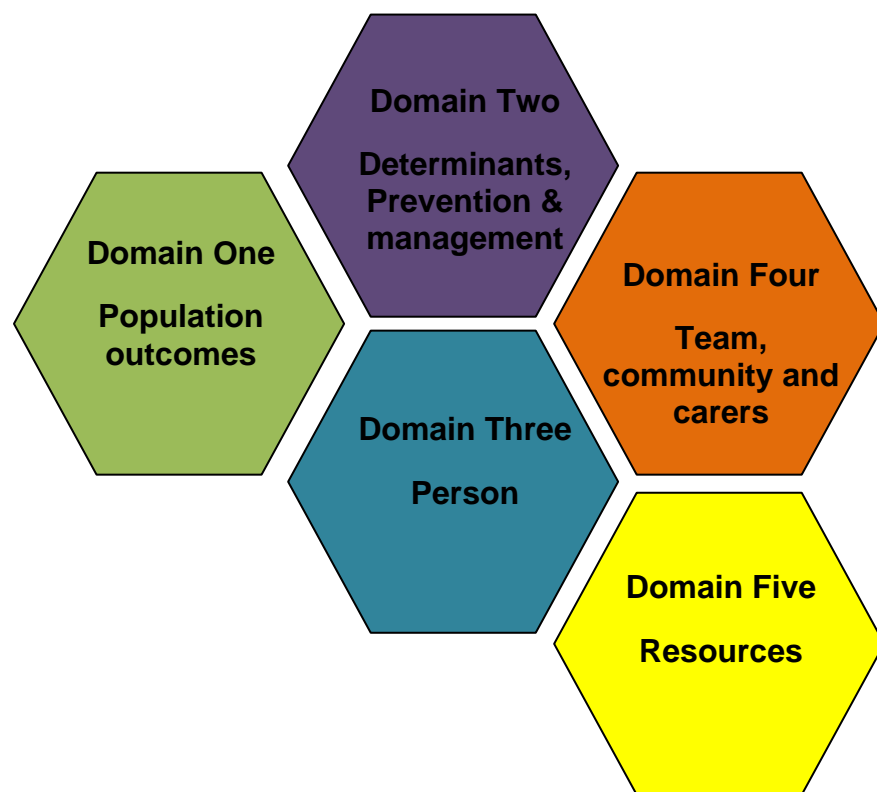 Domain One
Population
outcomes
Domain Two
Determinants,
Prevention &
management
Domain Three
Person
Domain Four
Team,
community and
carers
Domain Five
Resources